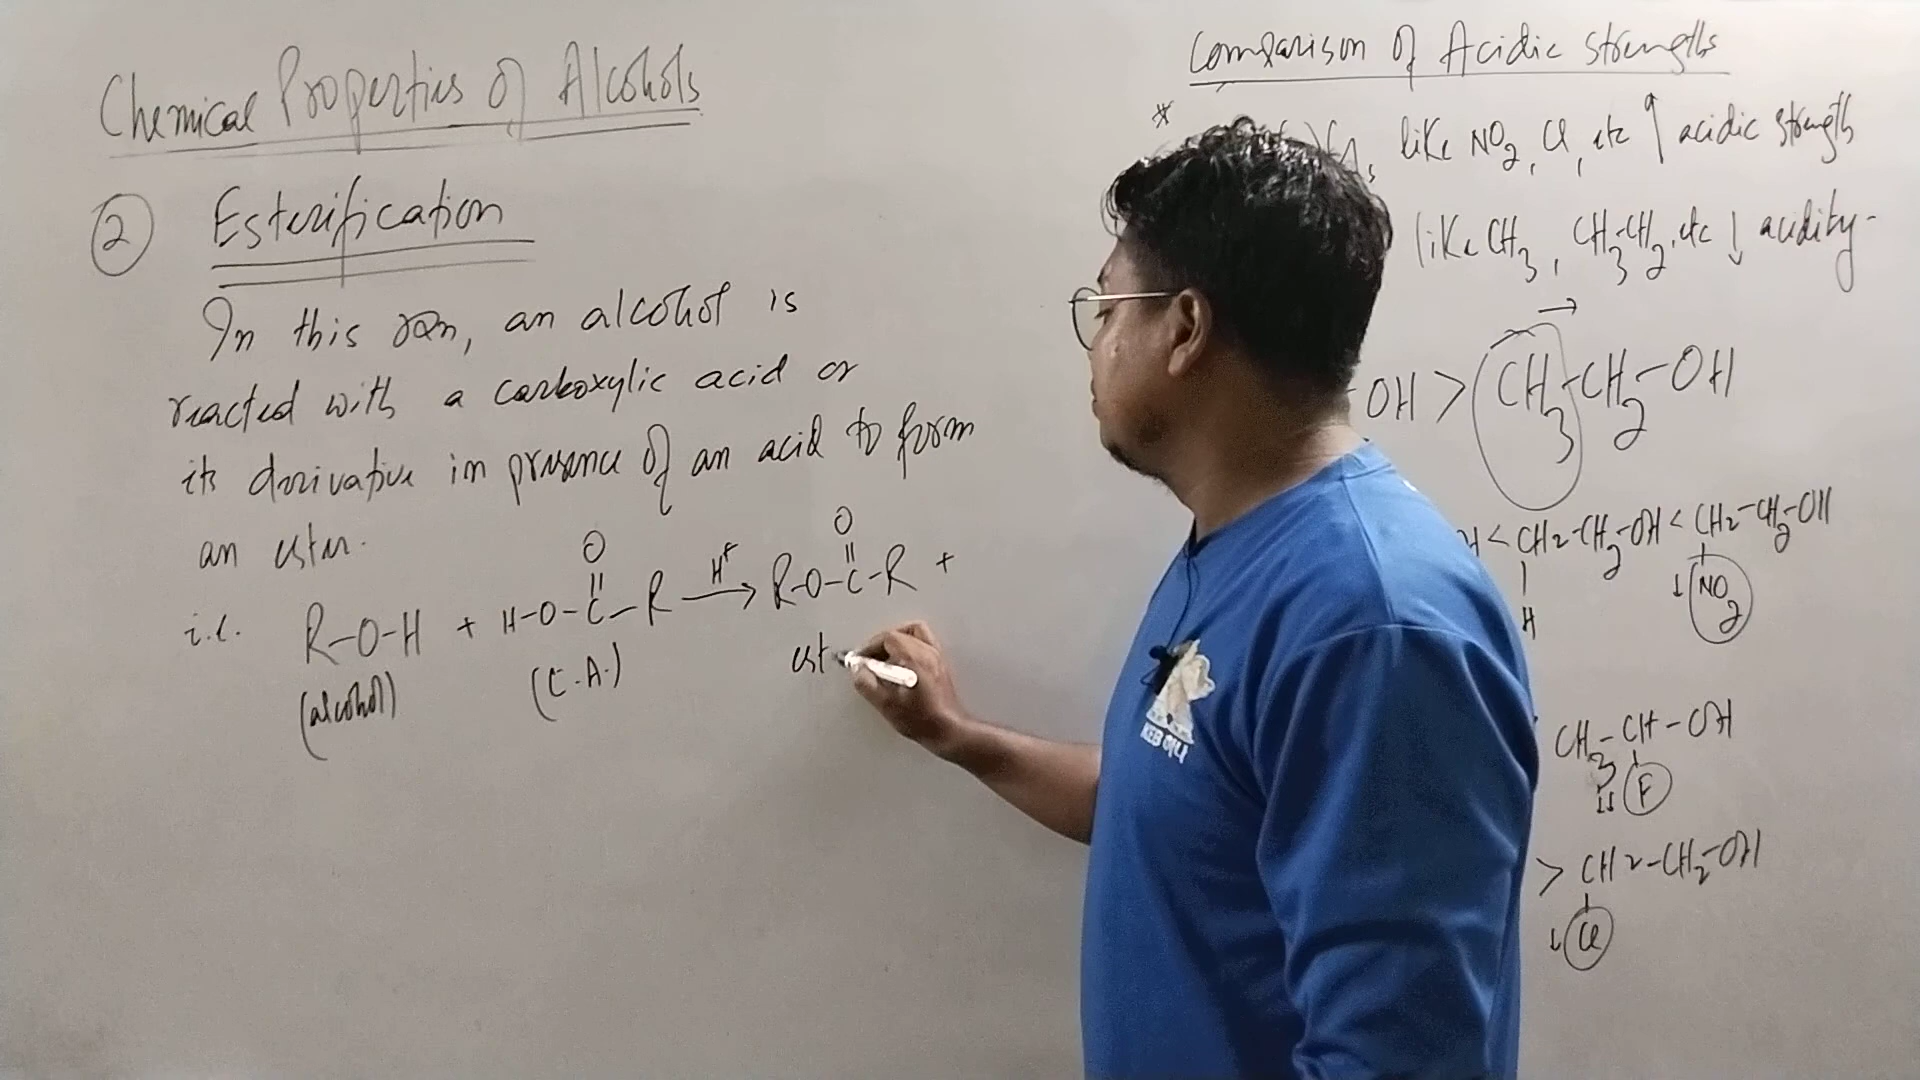 Chemical Properties of Alcohols
② Esterification
In this rxn, an alcohol is
reacted with a carboxylic acid or
its derivative in presence of an acid to form
an ester.
O O
|| ||
i.e. R-O-H + H-O-C-R H⁺→ R-O-C-R +
(alcohol) (C.A.) est
Comparison of Acidic strengths
* like NO₂, Cl, etc ↑ acidic strength
like CH₃, CH₃-CH₂, etc ↓ acidity-
→
OH > CH₃-CH₂-OH
< CH₂-CH₂-OH < CH₂-CH₂-OH
| |
H ↓ NO₂
CH₃-CH-OH
↓↓ F
> CH₂-CH₂-OH
↓ Cl
KEB 하나